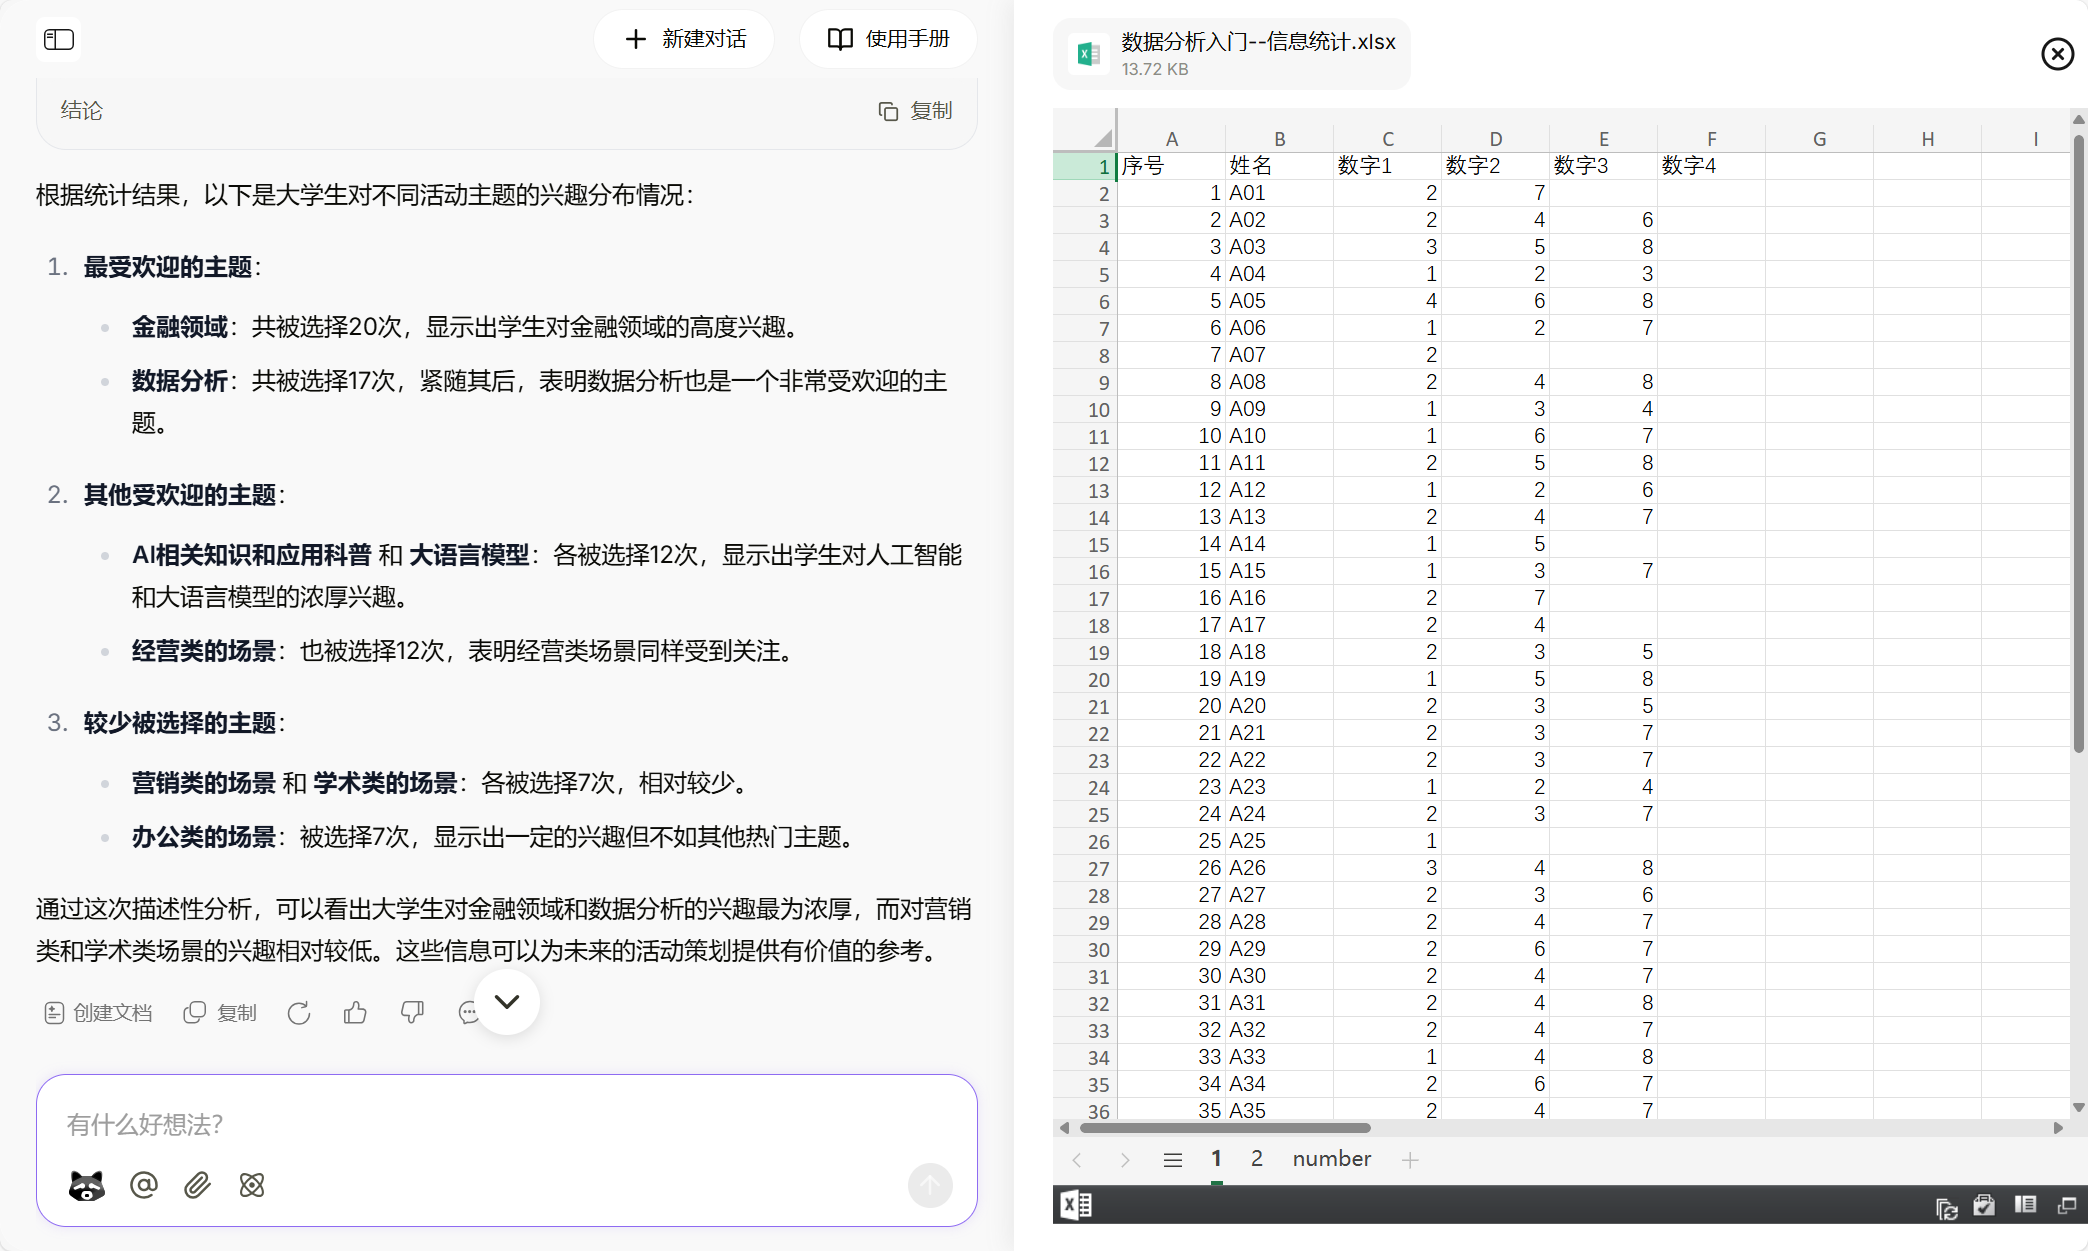 新建对话
使用手册
结论
复制
根据统计结果，以下是大学生对不同活动主题的兴趣分布情况：
1. 最受欢迎的主题：
金融领域：共被选择20次，显示出学生对金融领域的高度兴趣。
数据分析：共被选择17次，紧随其后，表明数据分析也是一个非常受欢迎的主
题。
2. 其他受欢迎的主题：
AI相关知识和应用科普 和 大语言模型：各被选择12次，显示出学生对人工智能
和大语言模型的浓厚兴趣。
经营类的场景：也被选择12次，表明经营类场景同样受到关注。
3. 较少被选择的主题：
营销类的场景 和 学术类的场景：各被选择7次，相对较少。
办公类的场景：被选择7次，显示出一定的兴趣但不如其他热门主题。
通过这次描述性分析，可以看出大学生对金融领域和数据分析的兴趣最为浓厚，而对营销
类和学术类场景的兴趣相对较低。这些信息可以为未来的活动策划提供有价值的参考。
创建文档 复制
有什么好想法？
数据分析入门--信息统计.xlsx
13.72 KB
A B C D E F G H I
1 序号 姓名 数字1 数字2 数字3 数字4
2 1 A01 2 7
3 2 A02 2 4 6
4 3 A03 3 5 8
5 4 A04 1 2 3
6 5 A05 4 6 8
7 6 A06 1 2 7
8 7 A07 2
9 8 A08 2 4 8
10 9 A09 1 3 4
11 10 A10 1 6 7
12 11 A11 2 5 8
13 12 A12 1 2 6
14 13 A13 2 4 7
15 14 A14 1 5
16 15 A15 1 3 7
17 16 A16 2 7
18 17 A17 2 4
19 18 A18 2 3 5
20 19 A19 1 5 8
21 20 A20 2 3 5
22 21 A21 2 3 7
23 22 A22 2 3 7
24 23 A23 1 2 4
25 24 A24 2 3 7
26 25 A25 1
27 26 A26 3 4 8
28 27 A27 2 3 6
29 28 A28 2 4 7
30 29 A29 2 6 7
31 30 A30 2 4 7
32 31 A31 2 4 8
33 32 A32 2 4 7
34 33 A33 1 4 8
35 34 A34 2 6 7
36 35 A35 2 4 7
1 2 number